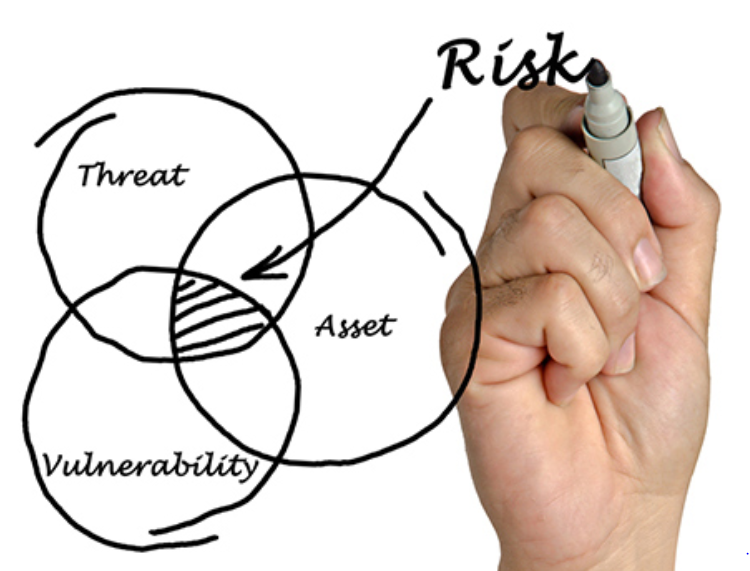 Risk
Threat
Asset
Vulnerability